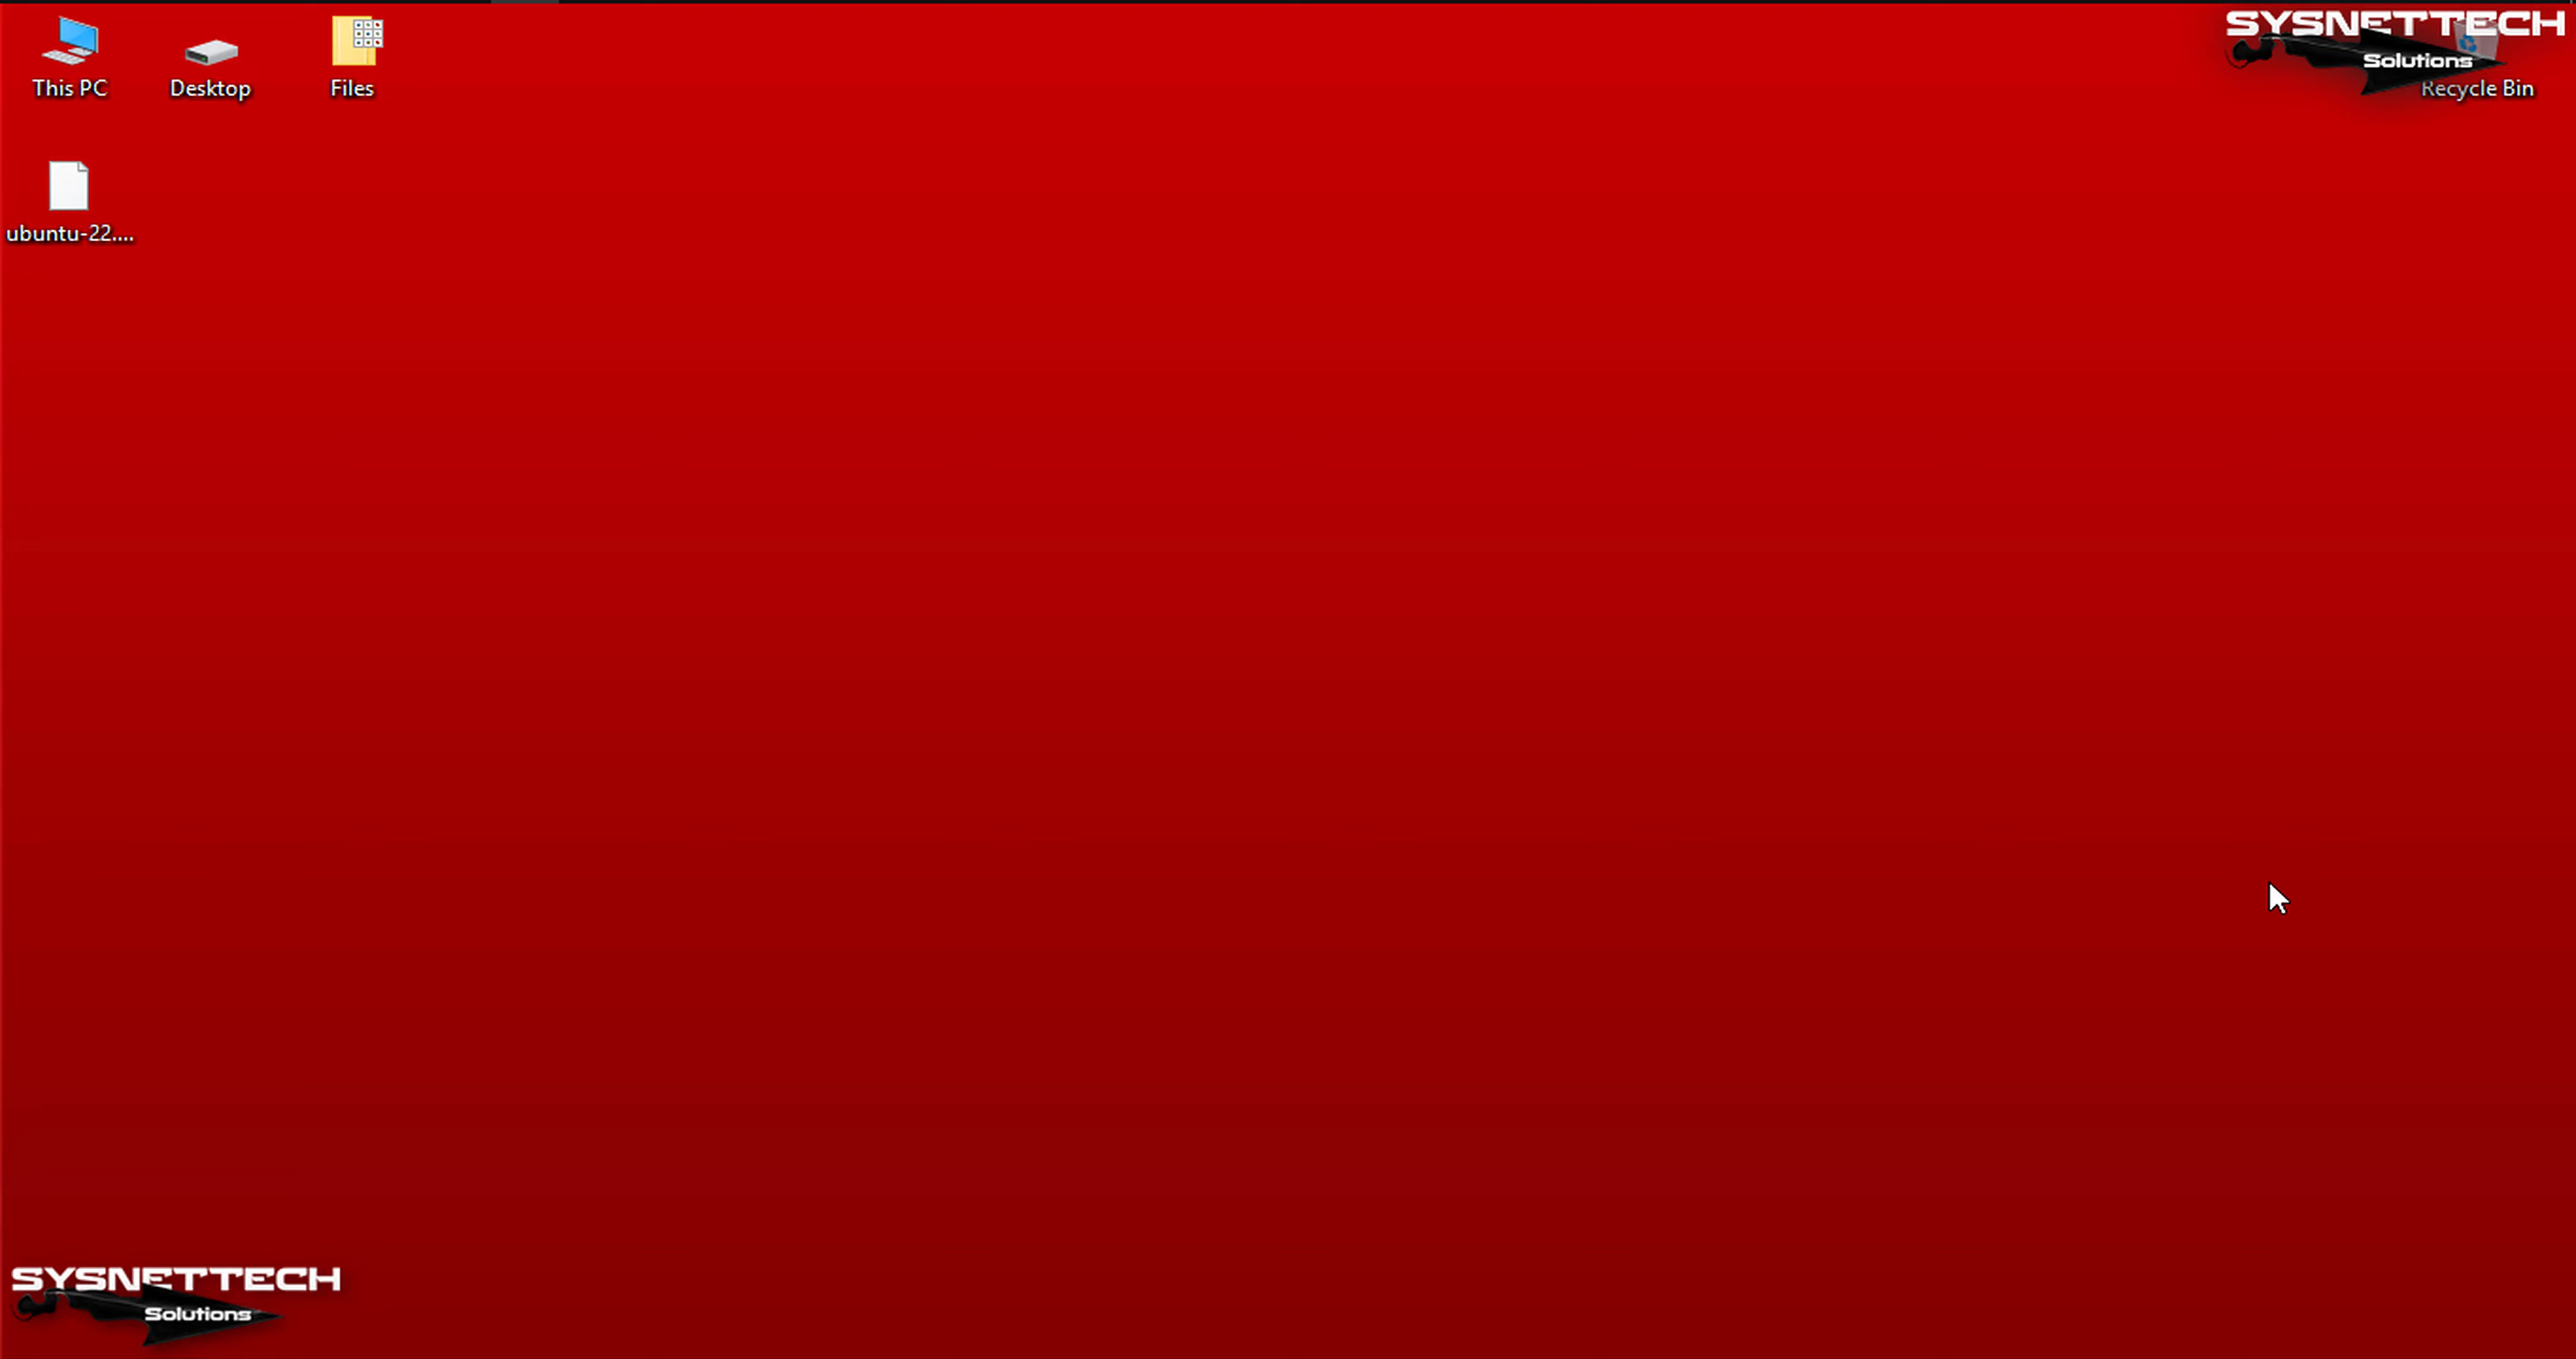 This PC
Desktop
Files
SYSNETTECH
Solutions
Recycle Bin
ubuntu-22....
SYSNETTECH
Solutions